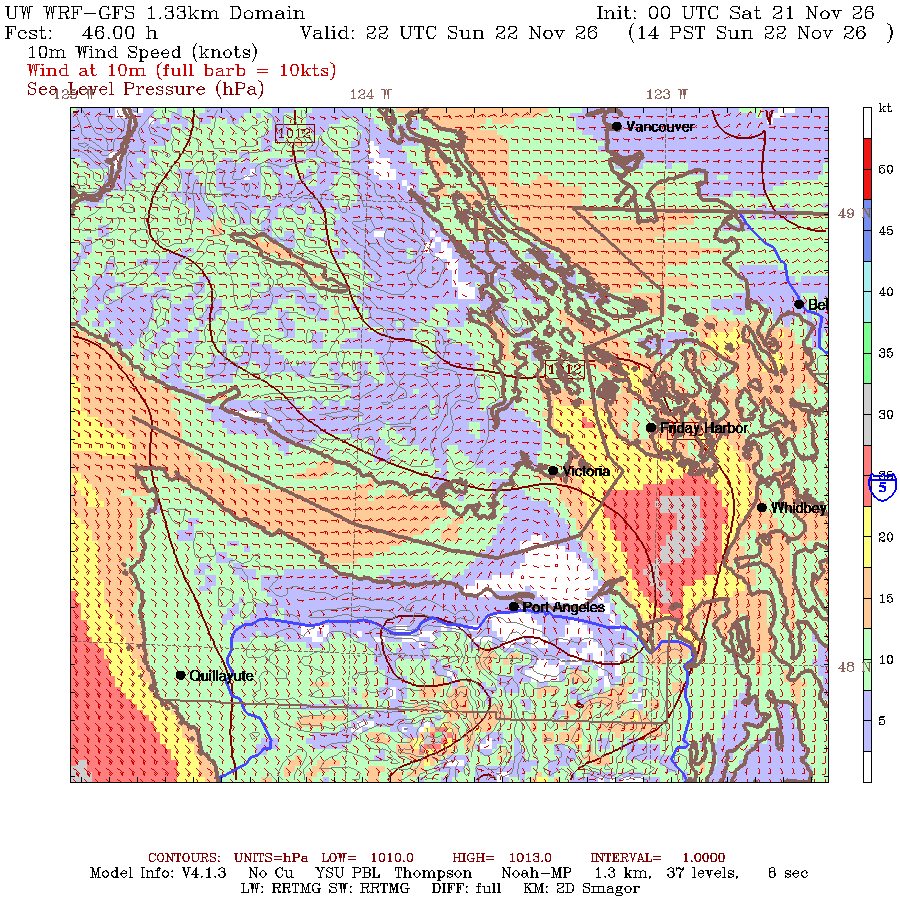 UW WRF-GFS 1.33km Domain Init: 00 UTC Sat 21 Nov 26
Fcst: 46.00 h Valid: 22 UTC Sun 22 Nov 26 (14 PST Sun 22 Nov 26 )
10m Wind Speed (knots)
Wind at 10m (full barb = 10kts)
Sea Level Pressure (hPa)
125 W 124 W 123 W
kt
Vancouver
1012
60
49 N
45
40
Bel
35
1012
30
Friday Harbor
Victoria
25
5
Whidbey
20
15
Port Angeles
10
48 N
Quillayute
5
CONTOURS: UNITS=hPa LOW= 1010.0 HIGH= 1013.0 INTERVAL= 1.0000
Model Info: V4.1.3 No Cu YSU PBL Thompson Noah-MP 1.3 km, 37 levels, 8 sec
LW: RRTMG SW: RRTMG DIFF: full KM: 2D Smagor